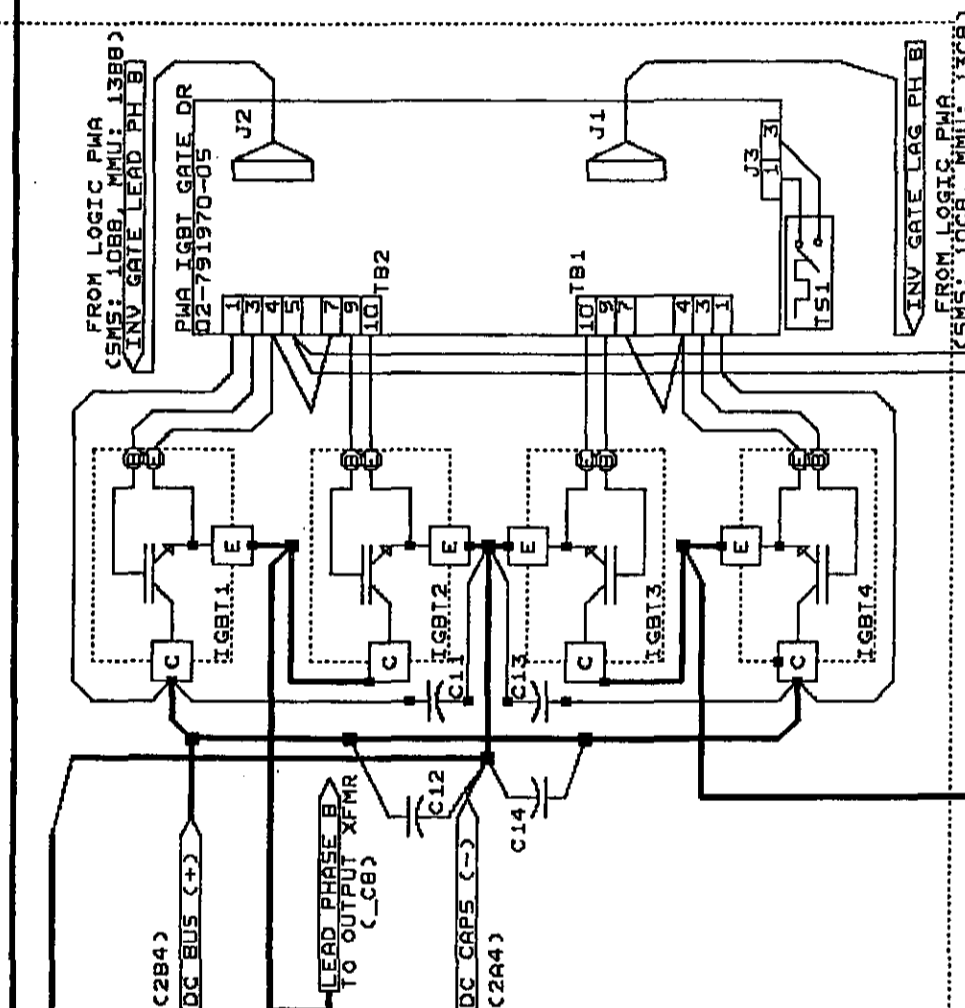 FROM LOGIC PWA
(SMS: 10B8, MMU: 13B8)
INV GATE LEAD PH B
PWA IGBT GATE DR
02-791970-05
J2
J1
J3
1 3
TS1
INV GATE LAG PH B
FROM LOGIC PWA
TB2
1 3 4 5 7 9 10
TB1
10 9 7 4 3 1
B E
B E
E B
E B
E
E
E
E
IGBT1
IGBT2
IGBT3
IGBT4
C
C
C
C
C11
C13
C12
C14
(2B4)
DC BUS (+)
LEAD PHASE B
TO OUTPUT XFMR
(_C8)
DC CAPS (-)
(2A4)